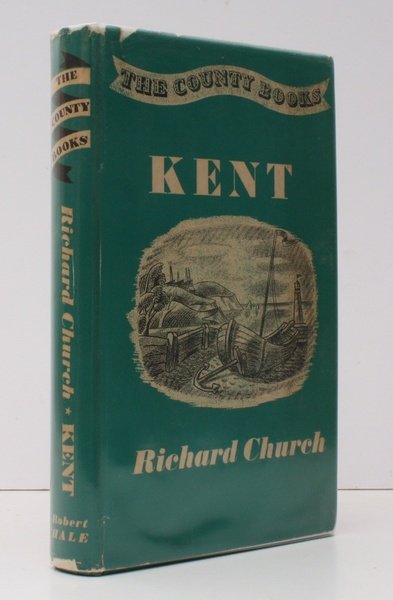 THE COUNTY BOOKS
KENT
Richard Church
THE
COUNTY
BOOKS
Richard Church ★ KENT
Robert
HALE